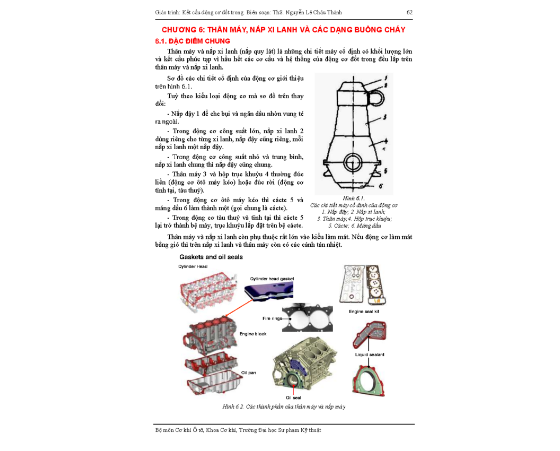 Giáo trình: Kết cấu động cơ đốt trong. Biên soạn: ThS. Nguyễn Lê Châu Thành 62
CHƯƠNG 6: THÂN MÁY, NẮP XI LANH VÀ CÁC DẠNG BUỒNG CHÁY
6.1. ĐẶC ĐIỂM CHUNG
Thân máy và nắp xi lanh (nắp quy lát) là những chi tiết máy cố định có khối lượng lớn
và kết cấu phức tạp vì hầu hết các cơ cấu và hệ thống của động cơ đốt trong đều lắp trên
thân máy và nắp xi lanh.
Sơ đồ các chi tiết cố định của động cơ giới thiệu
trên hình 6.1.
Tuỳ theo kiểu loại động cơ mà sơ đồ trên thay
đổi:
- Nắp đậy 1 để che bụi và ngăn dầu nhờn vung té
ra ngoài.
- Trong động cơ công suất lớn, nắp xi lanh 2
dùng riêng cho từng xi lanh, nắp đậy cũng riêng, mỗi
nắp xi lanh một nắp đậy.
- Trong động cơ công suất nhỏ và trung bình,
nắp xi lanh chung thì nắp đậy cũng chung.
- Thân máy 3 và hộp trục khuỷu 4 thường đúc
liền (động cơ ôtô máy kéo) hoặc đúc rời (động cơ
tĩnh tại, tàu thuỷ).
- Trong động cơ ôtô máy kéo thì cácte 5 và
máng dầu 6 làm thành một (gọi chung là cácte).
- Trong động cơ tàu thuỷ và tĩnh tại thì cácte 5
lại trở thành bệ máy, trục khuỷu lắp đặt trên bệ cácte.
1
2
3
4
5
6
Hình 6.1.
Các chi tiết máy cố định của động cơ
1. Nắp đậy; 2. Nắp xi lanh;
3. Thân máy;4. Hộp trục khuỷu;
5. Cácte; 6. Máng dầu
Thân máy và nắp xi lanh còn phụ thuộc rất lớn vào kiểu làm mát. Nếu động cơ làm mát
bằng gió thì trên nắp xi lanh và thân máy còn có các cánh tản nhiệt.
Gaskets and oil seals
Cylinder head
Cylinder head gasket
Fire rings
Engine seal kit
Engine block
Liquid sealant
Oil pan
Oil seal
Hình 6.2. Các thành phần của thân máy và nắp máy
Bộ môn Cơ khí Ô tô, Khoa Cơ khí, Trường Đại học Sư phạm Kỹ thuật